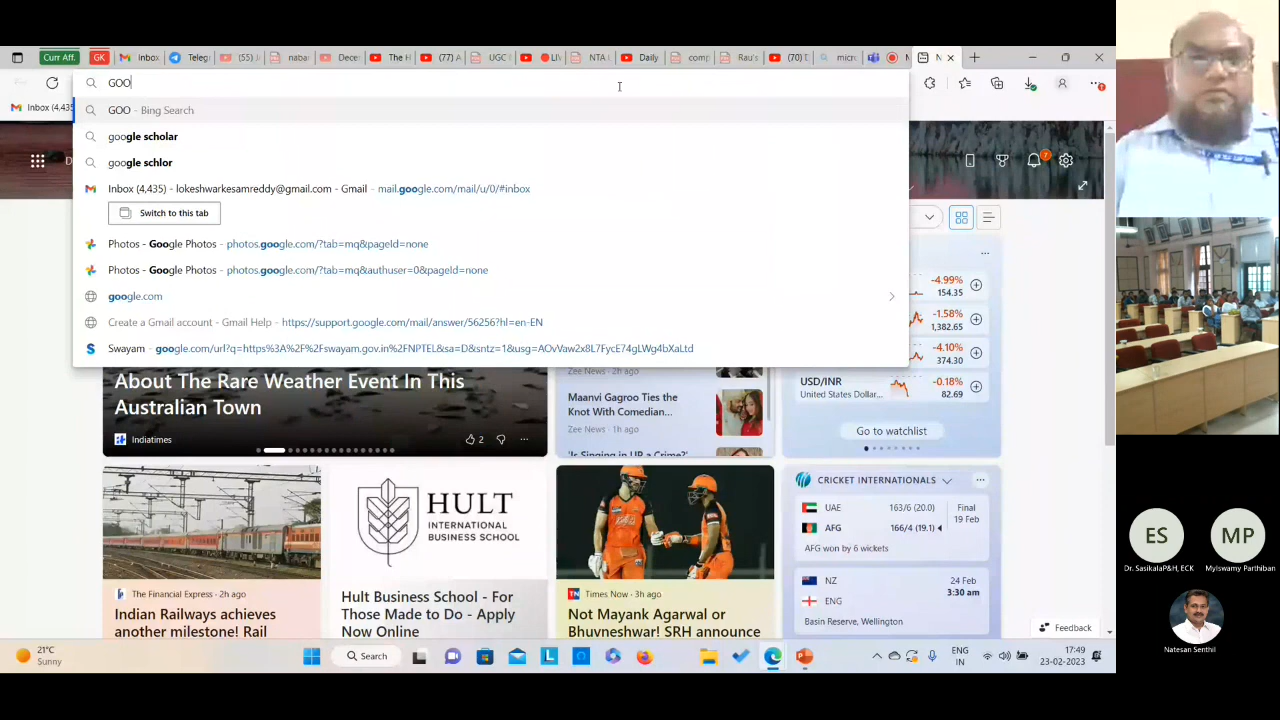 Curr Aff.
GK
Inbox
Teleg
(55)
naba
Dece
The H
(77) A
UGC
LIV
NTA
Daily
comp
Rau's
(70)
micro
N
GOO
Inbox (4,435
GOO - Bing Search
google scholar
google schlor
Inbox (4,435) - lokeshwarkesamreddy@gmail.com - Gmail - mail.google.com/mail/u/0/#inbox
Switch to this tab
Photos - Google Photos - photos.google.com/?tab=mq&pageId=none
Photos - Google Photos - photos.google.com/?tab=mq&authuser=0&pageId=none
google.com
Create a Gmail account - Gmail Help - https://support.google.com/mail/answer/56256?hl=en-EN
Swayam - google.com/url?q=https%3A%2F%2Fswayam.gov.in%2FNPTEL&sa=D&sntz=1&usg=AOvVaw2x8L7FycE74gLWg4bXaLtd
7
-4.99%
154.35
-1.58%
1,382.65
-4.10%
374.30
USD/INR
-0.18%
United States Dollar...
82.69
Go to watchlist
About The Rare Weather Event In This
Australian Town
Indiatimes
2
Zee News · 2h ago
Maanvi Gagroo Ties the
Knot With Comedian...
Zee News · 1h ago
'Is Singing in UP a Crime?'
HULT
INTERNATIONAL
BUSINESS SCHOOL
CRICKET INTERNATIONALS
UAE
163/6 (20.0)
Final
AFG
166/4 (19.1)
19 Feb
AFG won by 6 wickets
NZ
24 Feb
ENG
3:30 am
Basin Reserve, Wellington
The Financial Express · 2h ago
Indian Railways achieves
another milestone! Rail
Hult Business School - For
Those Made to Do - Apply
Now Online
Times Now · 3h ago
Not Mayank Agarwal or
Bhuvneshwar! SRH announce
Feedback
21°C
Sunny
Search
L
ENG
IN
17:49
23-02-2023
ES
Dr. SasikalaP&H, ECK
MP
Mylswamy Parthiban
Natesan Senthil